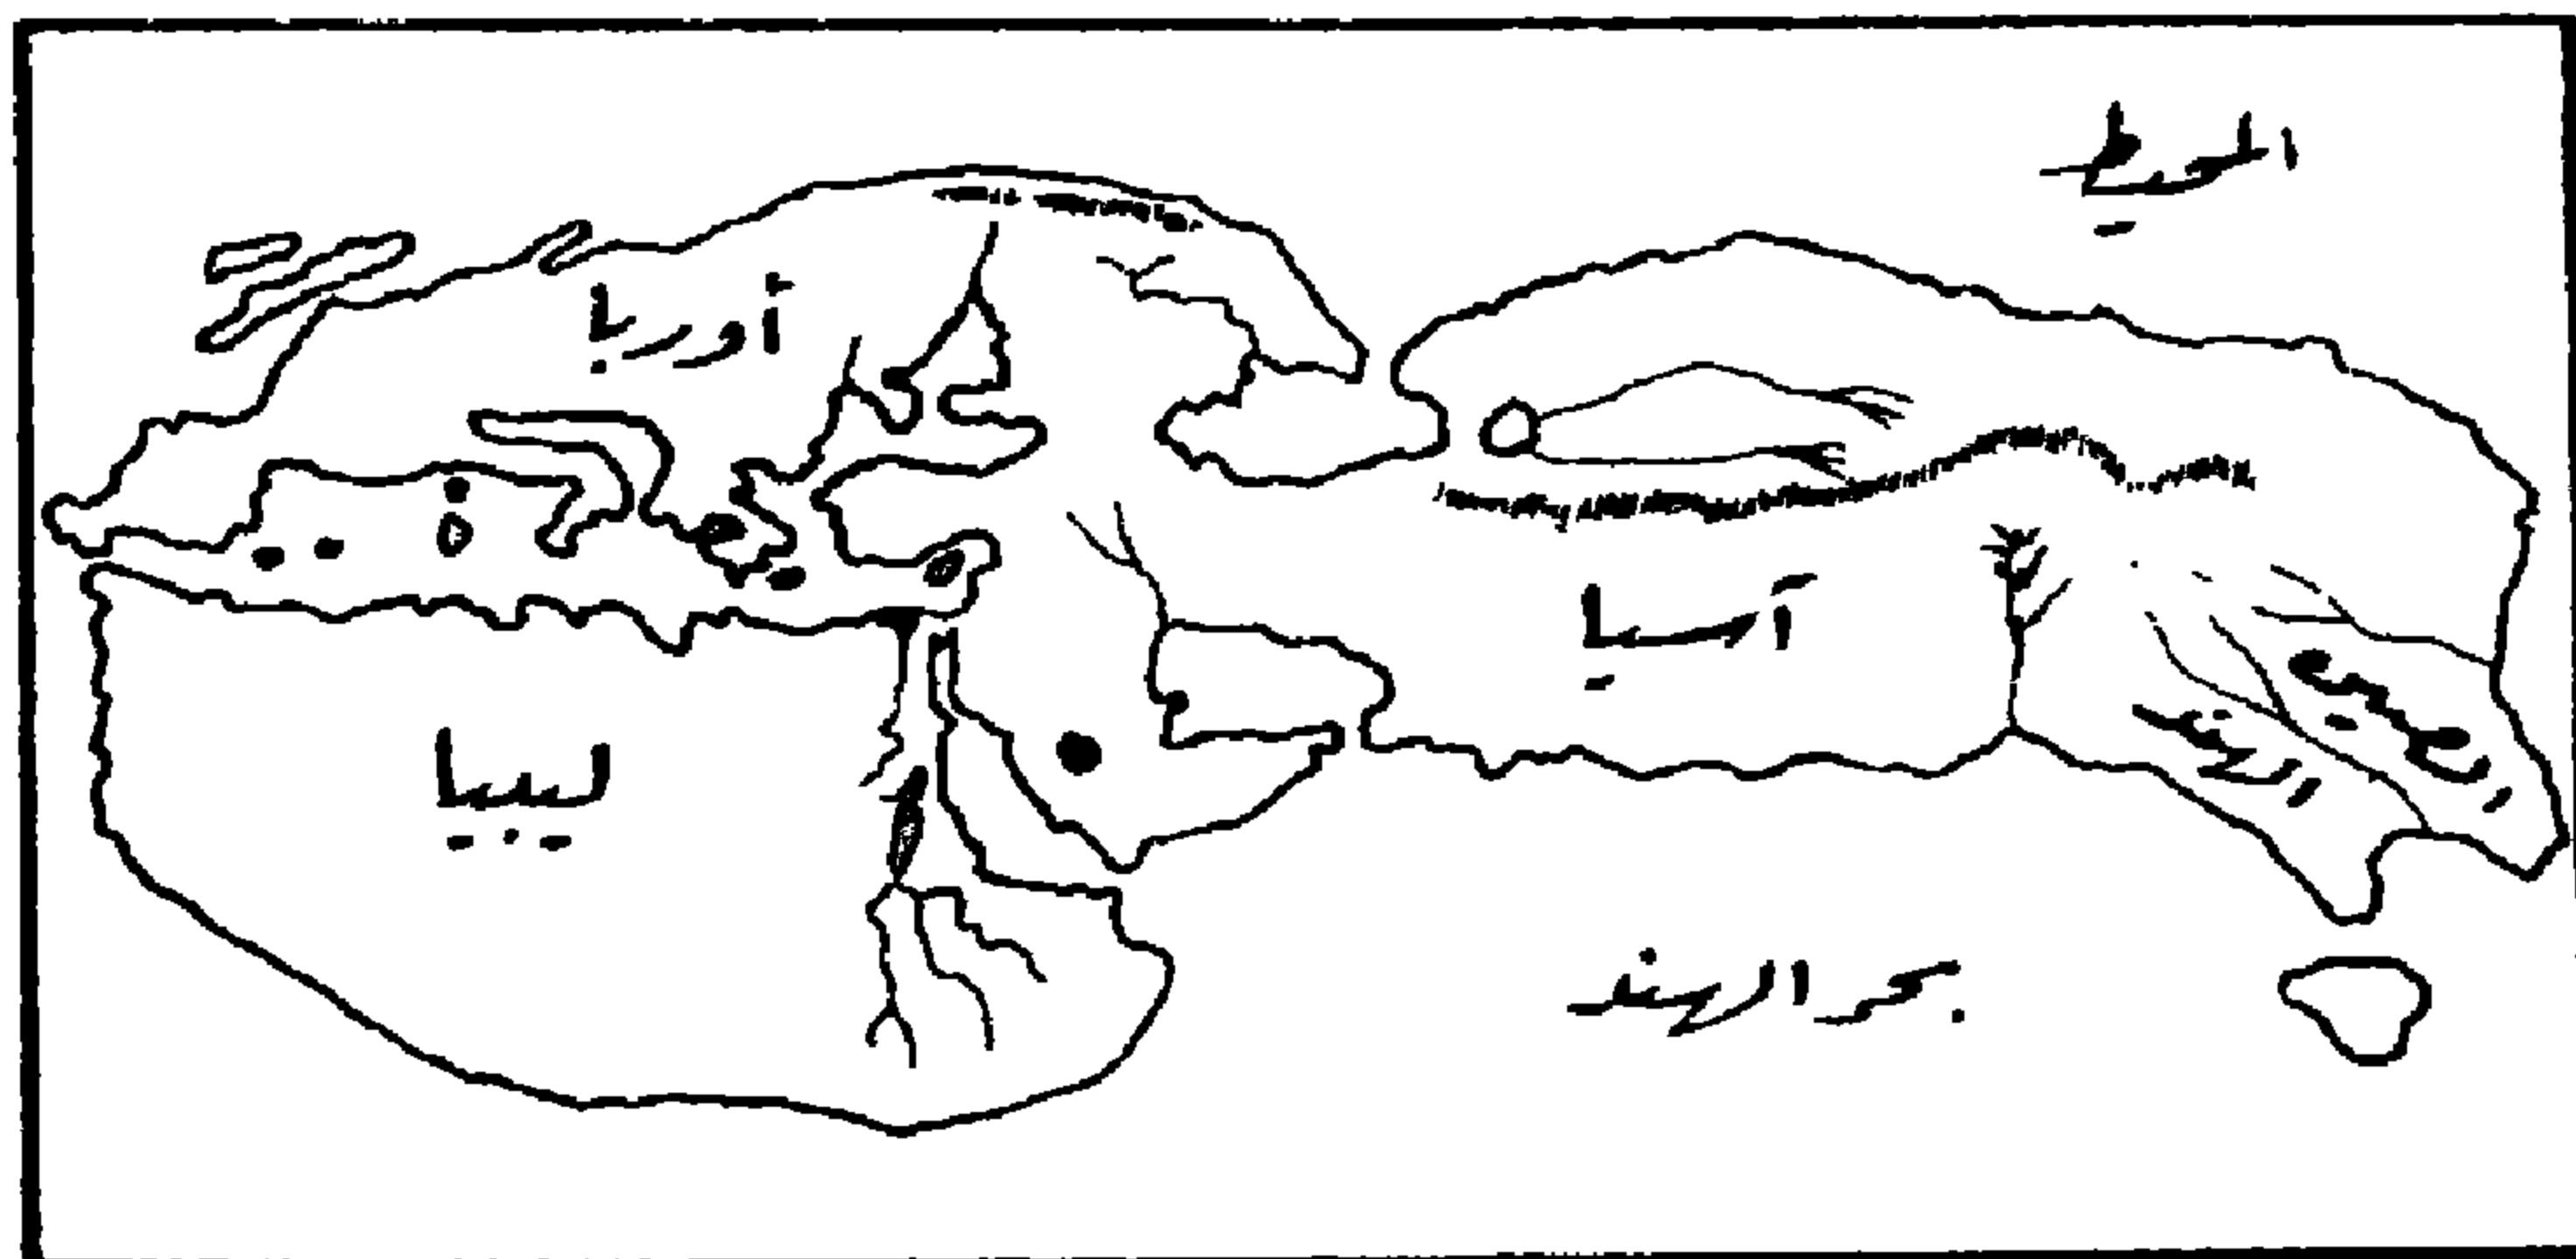 المحيط
أوربا
آسيا
ليبيا
الصين
الهند
بحر الهند